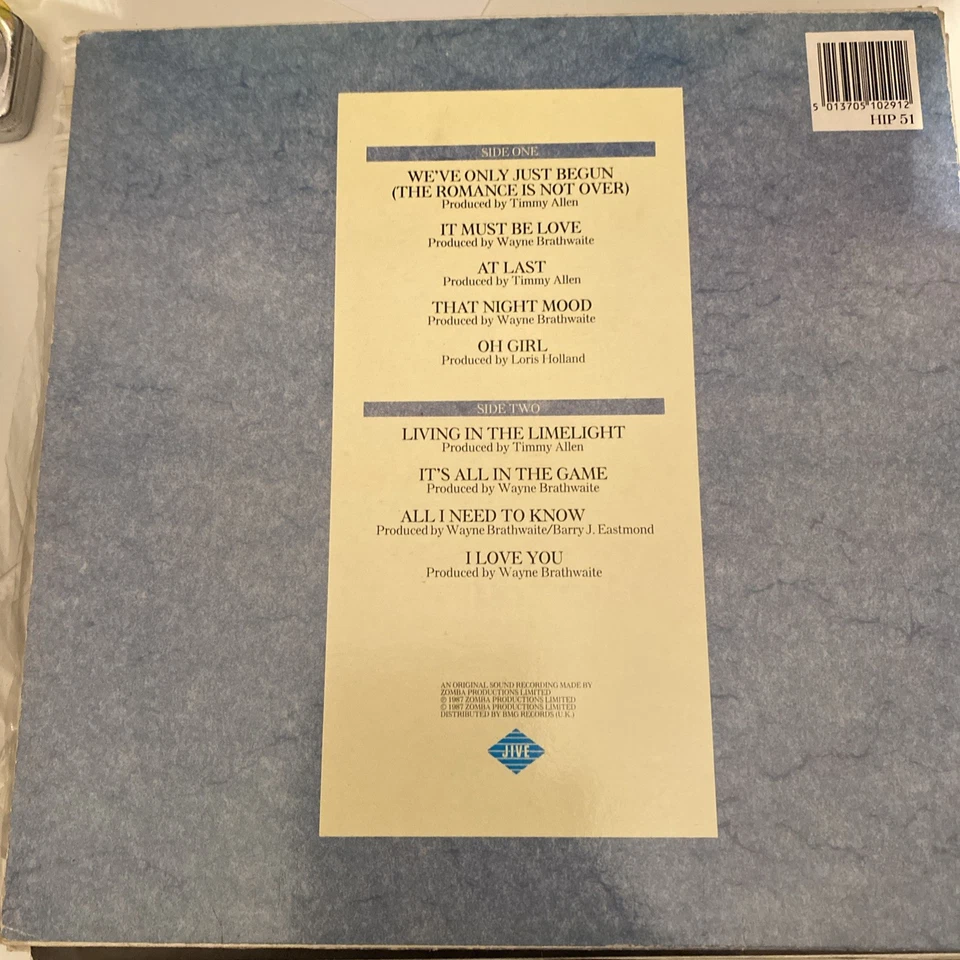 5 013705 102912
HIP 51
SIDE ONE
WE'VE ONLY JUST BEGUN
(THE ROMANCE IS NOT OVER)
Produced by Timmy Allen
IT MUST BE LOVE
Produced by Wayne Brathwaite
AT LAST
Produced by Timmy Allen
THAT NIGHT MOOD
Produced by Wayne Brathwaite
OH GIRL
Produced by Loris Holland
SIDE TWO
LIVING IN THE LIMELIGHT
Produced by Timmy Allen
IT'S ALL IN THE GAME
Produced by Wayne Brathwaite
ALL I NEED TO KNOW
Produced by Wayne Brathwaite/Barry J. Eastmond
I LOVE YOU
Produced by Wayne Brathwaite
AN ORIGINAL SOUND RECORDING MADE BY
ZOMBA PRODUCTIONS LIMITED
℗ 1987 ZOMBA PRODUCTIONS LIMITED
© 1987 ZOMBA PRODUCTIONS LIMITED
DISTRIBUTED BY BMG RECORDS (U.K.)
JIVE